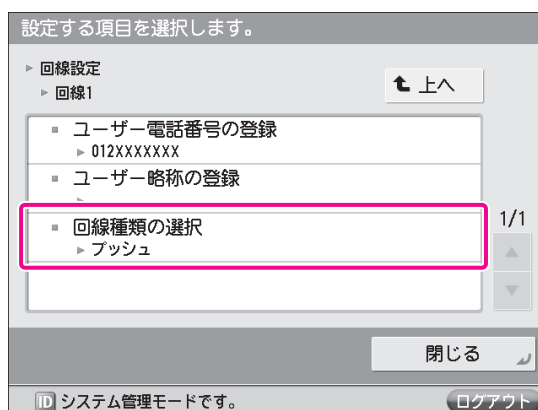 設定する項目を選択します。
回線設定
回線1
上へ
ユーザー電話番号の登録
012XXXXXXX
ユーザー略称の登録
回線種類の選択
プッシュ
1/1
閉じる
ID システム管理モードです。
ログアウト